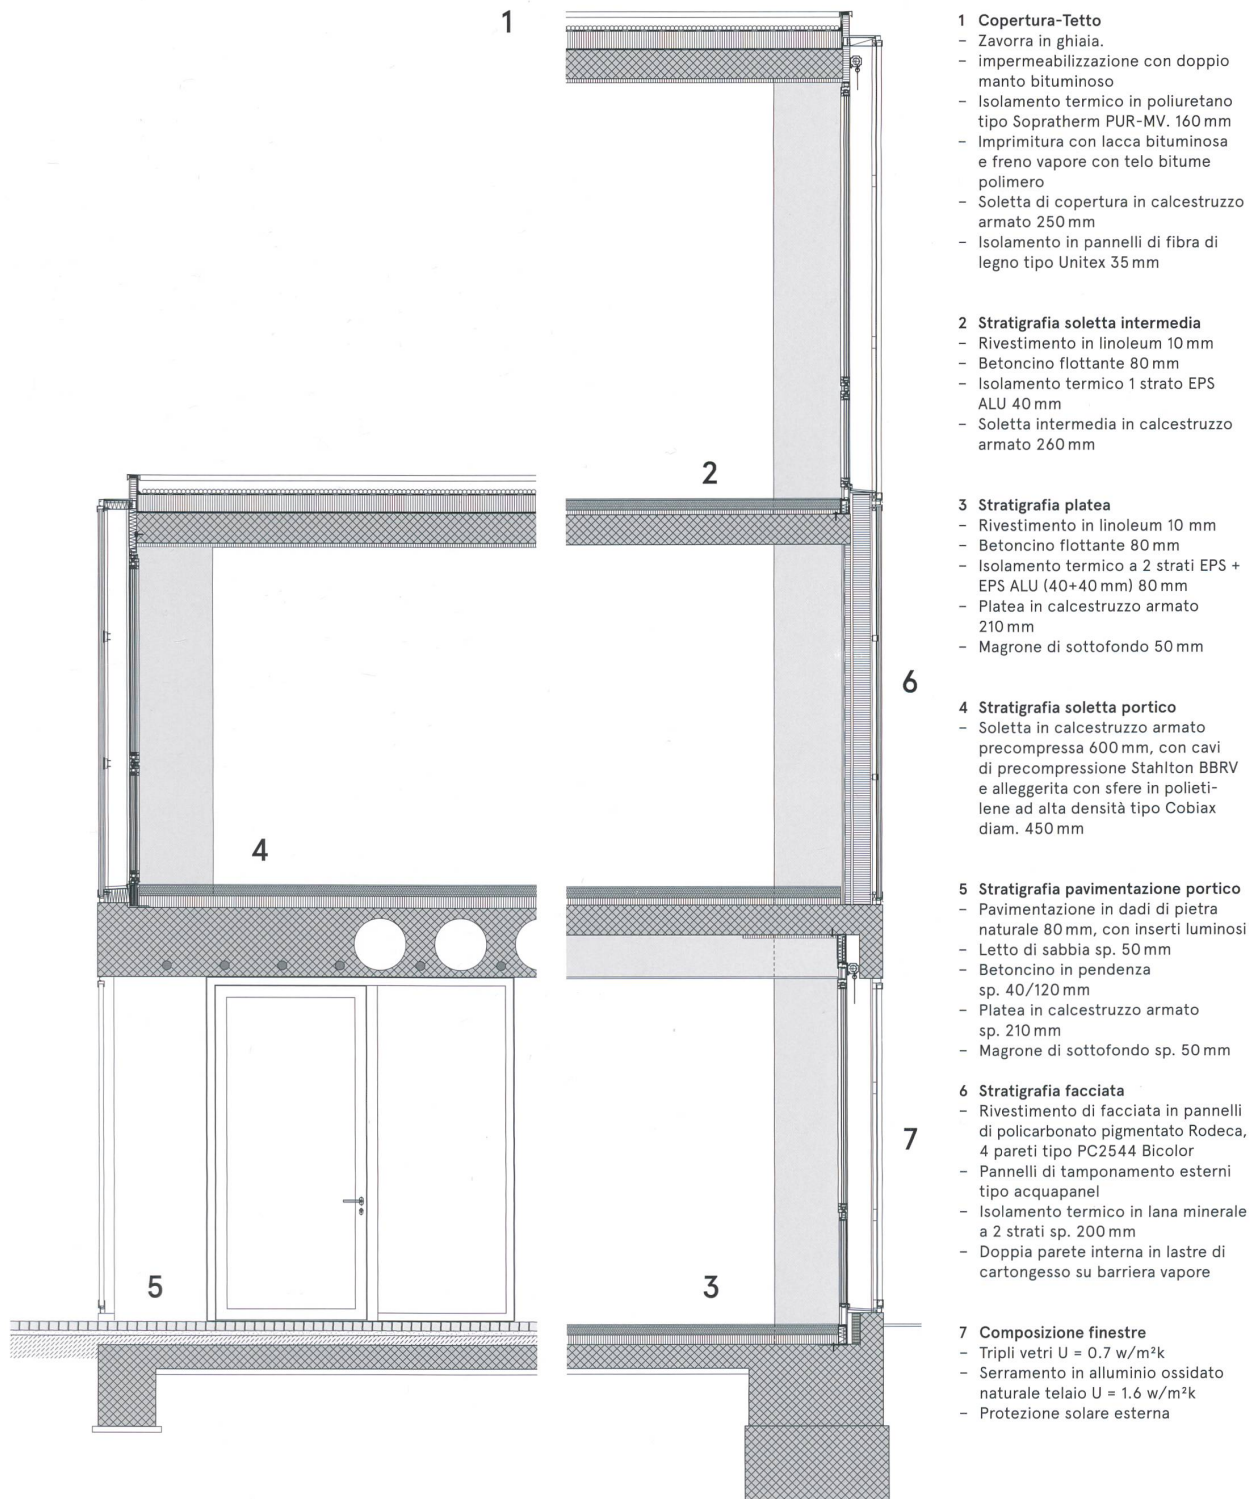 1 Copertura-Tetto
– Zavorra in ghiaia.
– impermeabilizzazione con doppio
manto bituminoso
– Isolamento termico in poliuretano
tipo Sopratherm PUR-MV. 160 mm
– Imprimitura con lacca bituminosa
e freno vapore con telo bitume
polimero
– Soletta di copertura in calcestruzzo
armato 250 mm
– Isolamento in pannelli di fibra di
legno tipo Unitex 35 mm
2 Stratigrafia soletta intermedia
– Rivestimento in linoleum 10 mm
– Betoncino flottante 80 mm
– Isolamento termico 1 strato EPS
ALU 40 mm
– Soletta intermedia in calcestruzzo
armato 260 mm
3 Stratigrafia platea
– Rivestimento in linoleum 10 mm
– Betoncino flottante 80 mm
– Isolamento termico a 2 strati EPS +
EPS ALU (40+40 mm) 80 mm
– Platea in calcestruzzo armato
210 mm
– Magrone di sottofondo 50 mm
4 Stratigrafia soletta portico
– Soletta in calcestruzzo armato
precompressa 600 mm, con cavi
di precompressione Stahlton BBRV
e alleggerita con sfere in polieti-
lene ad alta densità tipo Cobiax
diam. 450 mm
5 Stratigrafia pavimentazione portico
– Pavimentazione in dadi di pietra
naturale 80 mm, con inserti luminosi
– Letto di sabbia sp. 50 mm
– Betoncino in pendenza
sp. 40/120 mm
– Platea in calcestruzzo armato
sp. 210 mm
– Magrone di sottofondo sp. 50 mm
6 Stratigrafia facciata
– Rivestimento di facciata in pannelli
di policarbonato pigmentato Rodeca,
4 pareti tipo PC2544 Bicolor
– Pannelli di tamponamento esterni
tipo acquapanel
– Isolamento termico in lana minerale
a 2 strati sp. 200 mm
– Doppia parete interna in lastre di
cartongesso su barriera vapore
7 Composizione finestre
– Tripli vetri U = 0.7 w/m²k
– Serramento in alluminio ossidato
naturale telaio U = 1.6 w/m²k
– Protezione solare esterna
1
2
6
4
7
5
3